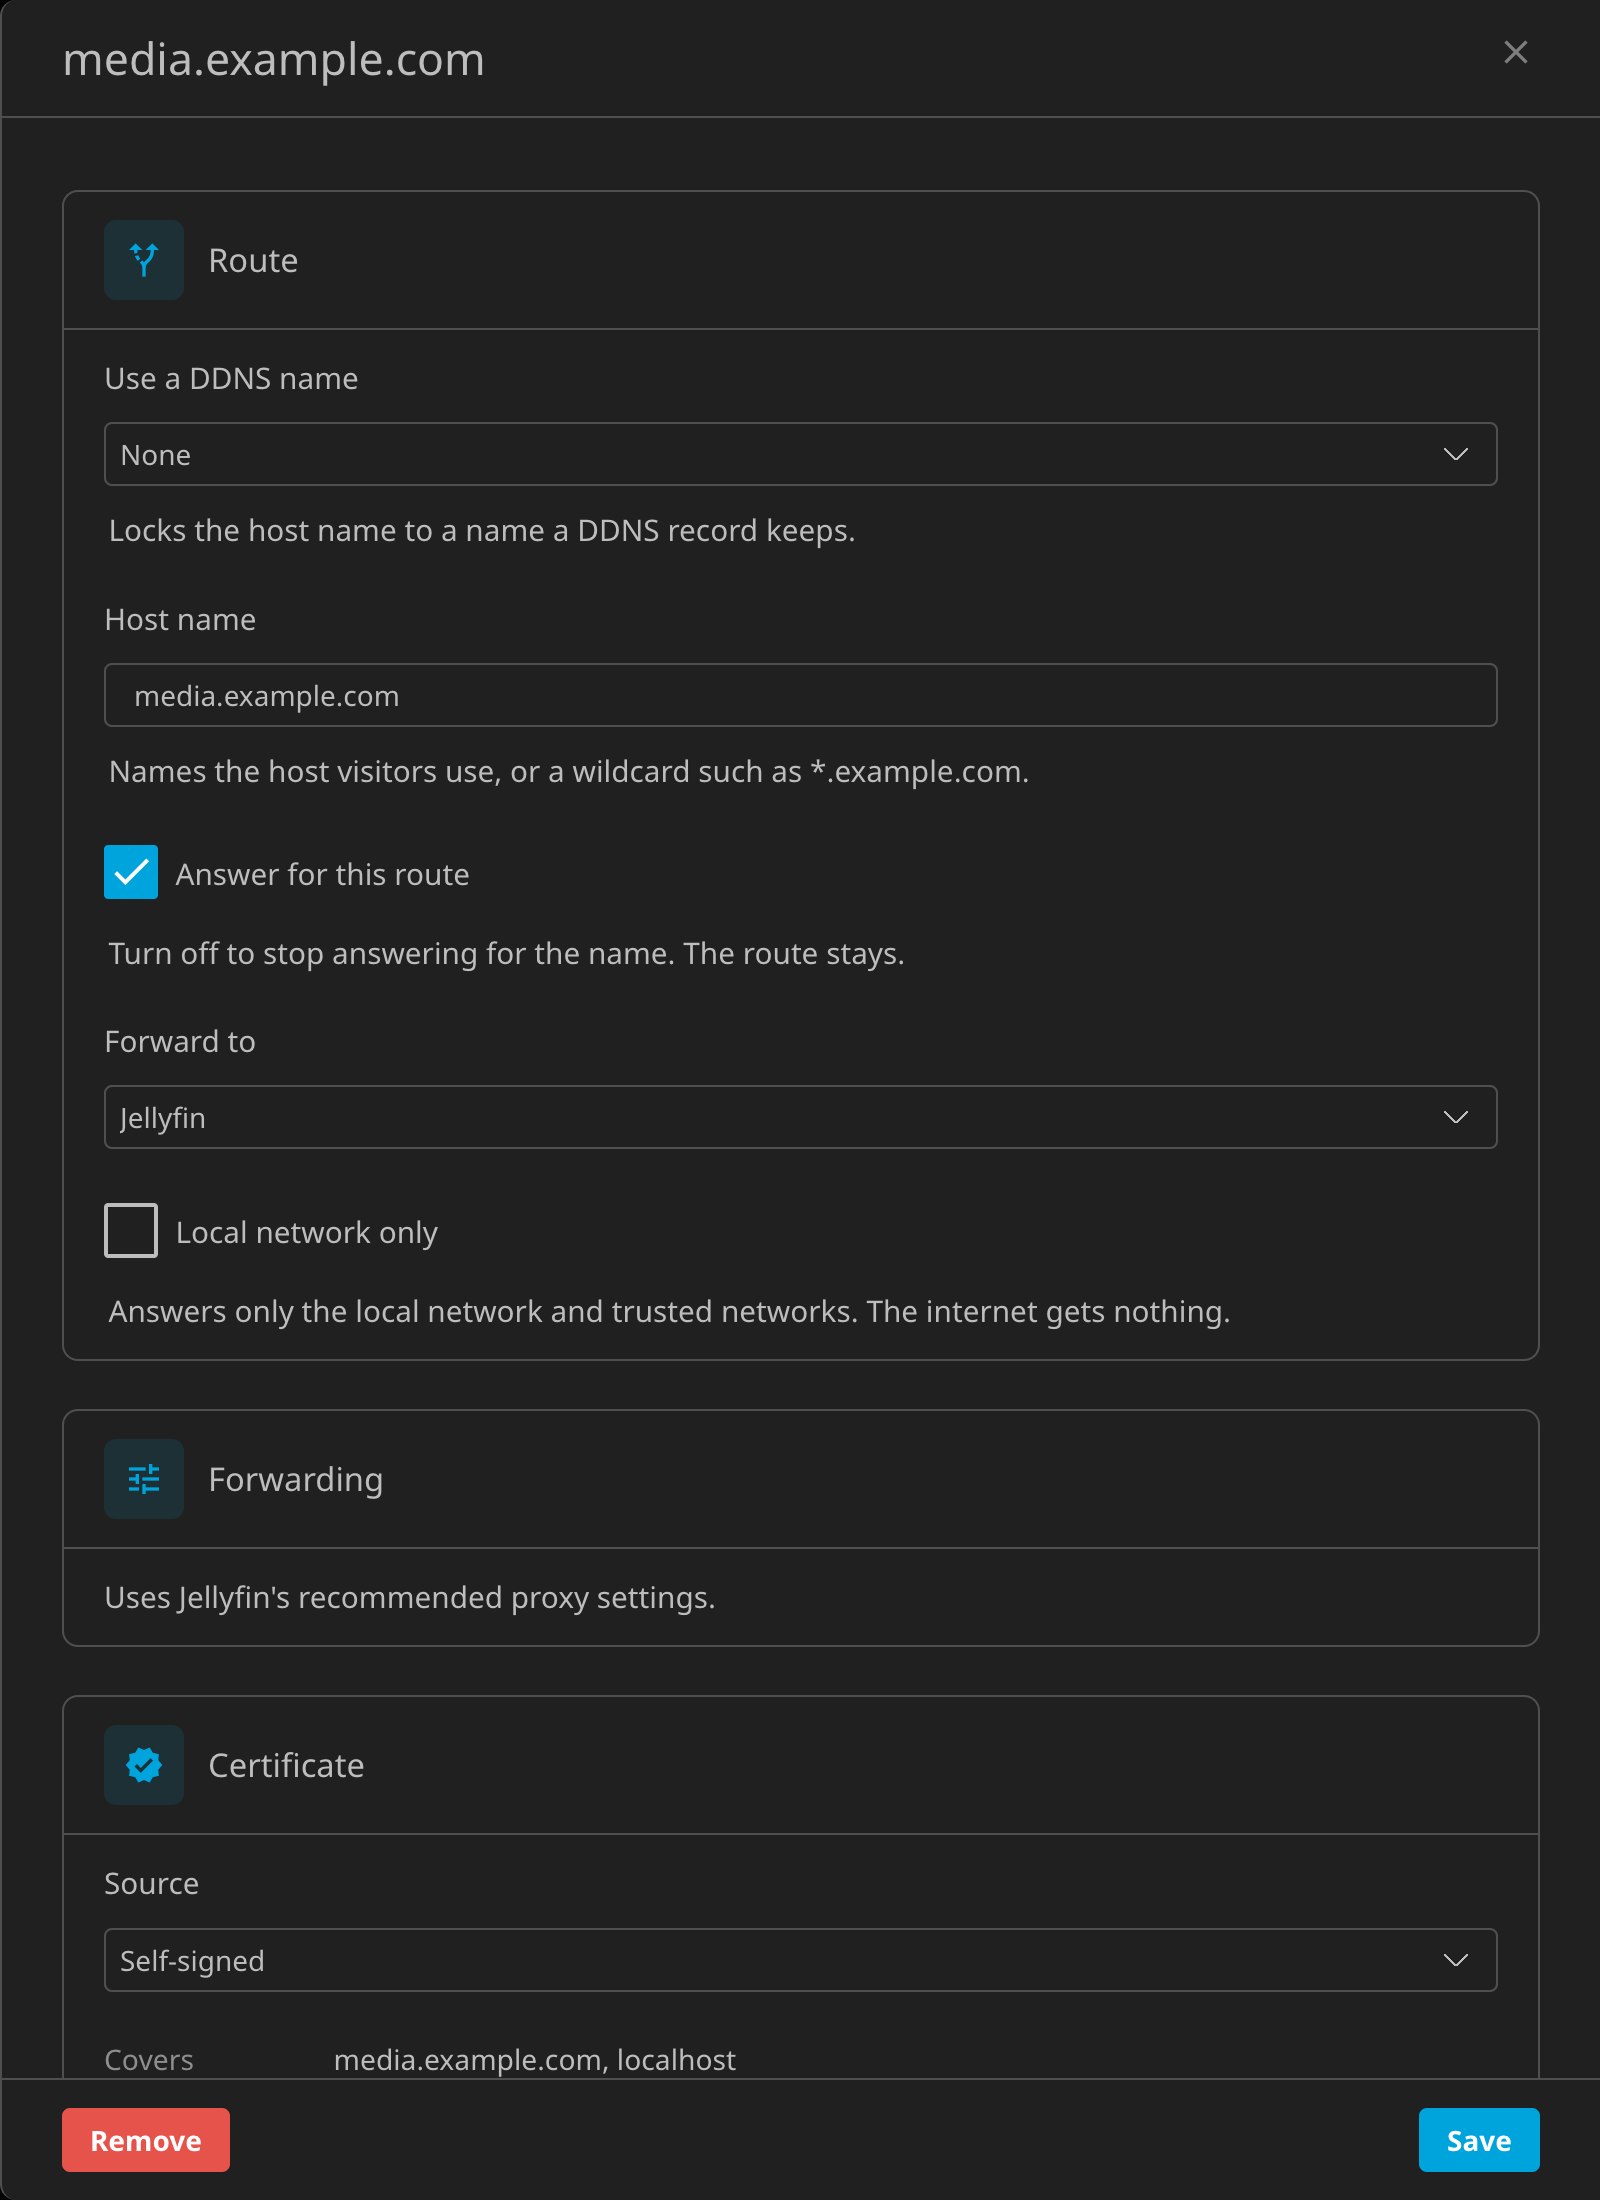 media.example.com
Route
Use a DDNS name
None
Locks the host name to a name a DDNS record keeps.
Host name
media.example.com
Names the host visitors use, or a wildcard such as *.example.com.
Answer for this route
Turn off to stop answering for the name. The route stays.
Forward to
Jellyfin
Local network only
Answers only the local network and trusted networks. The internet gets nothing.
Forwarding
Uses Jellyfin's recommended proxy settings.
Certificate
Source
Self-signed
Covers media.example.com, localhost
Remove Save